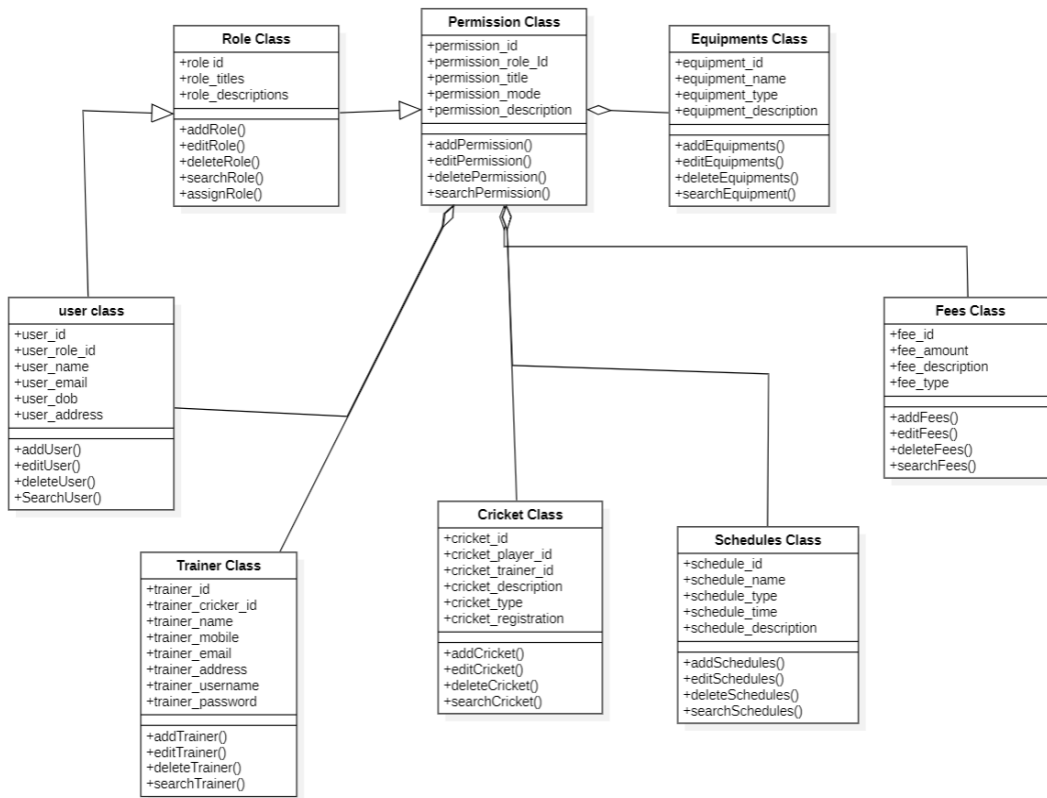 Role Class
+role id
+role_titles
+role_descriptions
+addRole()
+editRole()
+deleteRole()
+searchRole()
+assignRole()
Permission Class
+permission_id
+permission_role_Id
+permission_title
+permission_mode
+permission_description
+addPermission()
+editPermission()
+deletePermission()
+searchPermission()
Equipments Class
+equipment_id
+equipment_name
+equipment_type
+equipment_description
+addEquipments()
+editEquipments()
+deleteEquipments()
+searchEquipment()
user class
+user_id
+user_role_id
+user_name
+user_email
+user_dob
+user_address
+addUser()
+editUser()
+deleteUser()
+SearchUser()
Fees Class
+fee_id
+fee_amount
+fee_description
+fee_type
+addFees()
+editFees()
+deleteFees()
+searchFees()
Trainer Class
+trainer_id
+trainer_cricker_id
+trainer_name
+trainer_mobile
+trainer_email
+trainer_address
+trainer_username
+trainer_password
+addTrainer()
+editTrainer()
+deleteTrainer()
+searchTrainer()
Cricket Class
+cricket_id
+cricket_player_id
+cricket_trainer_id
+cricket_description
+cricket_type
+cricket_registration
+addCricket()
+editCricket()
+deleteCricket()
+searchCricket()
Schedules Class
+schedule_id
+schedule_name
+schedule_type
+schedule_time
+schedule_description
+addSchedules()
+editSchedules()
+deleteSchedules()
+searchSchedules()